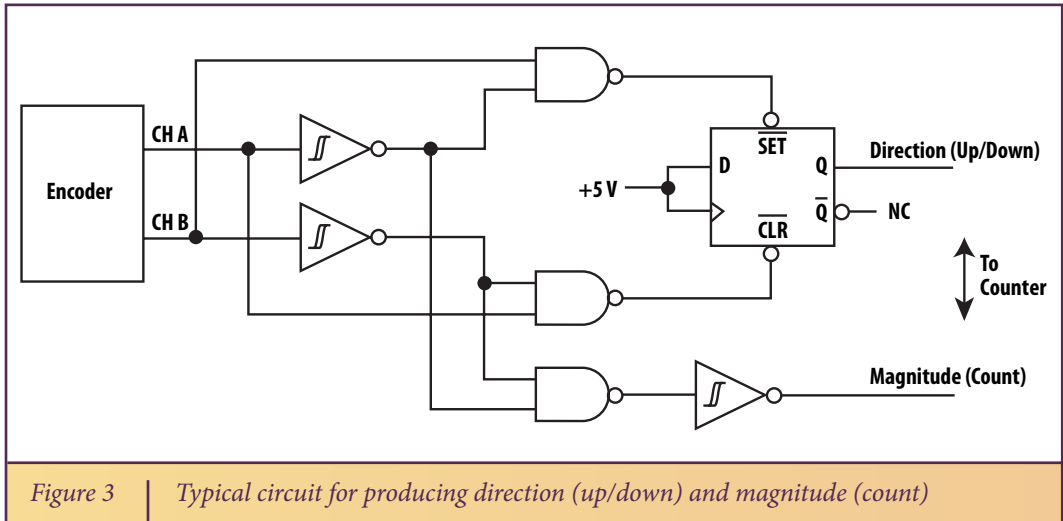 CH A
Encoder
CH B
+5 V
D
SET
Q
Q
CLR
Direction (Up/Down)
NC
To
Counter
Magnitude (Count)
Figure 3
Typical circuit for producing direction (up/down) and magnitude (count)